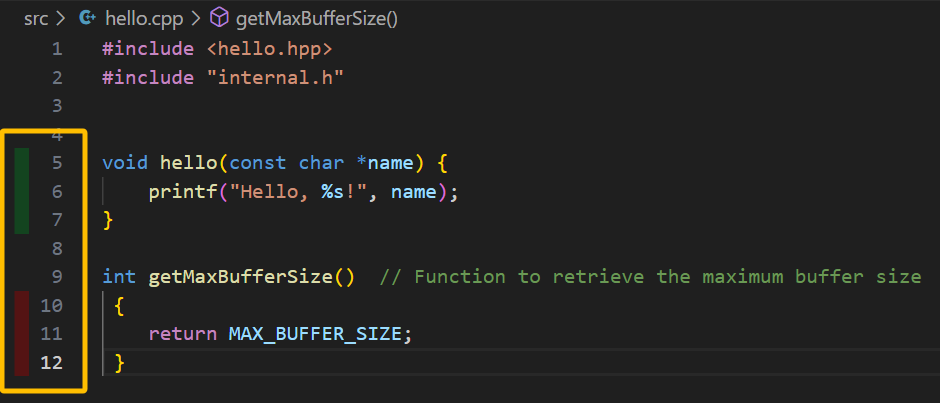 src > hello.cpp > getMaxBufferSize()
1 #include <hello.hpp>
2 #include "internal.h"
3
4
5 void hello(const char *name) {
6     printf("Hello, %s!", name);
7 }
8
9 int getMaxBufferSize()  // Function to retrieve the maximum buffer size
10  {
11     return MAX_BUFFER_SIZE;
12  }